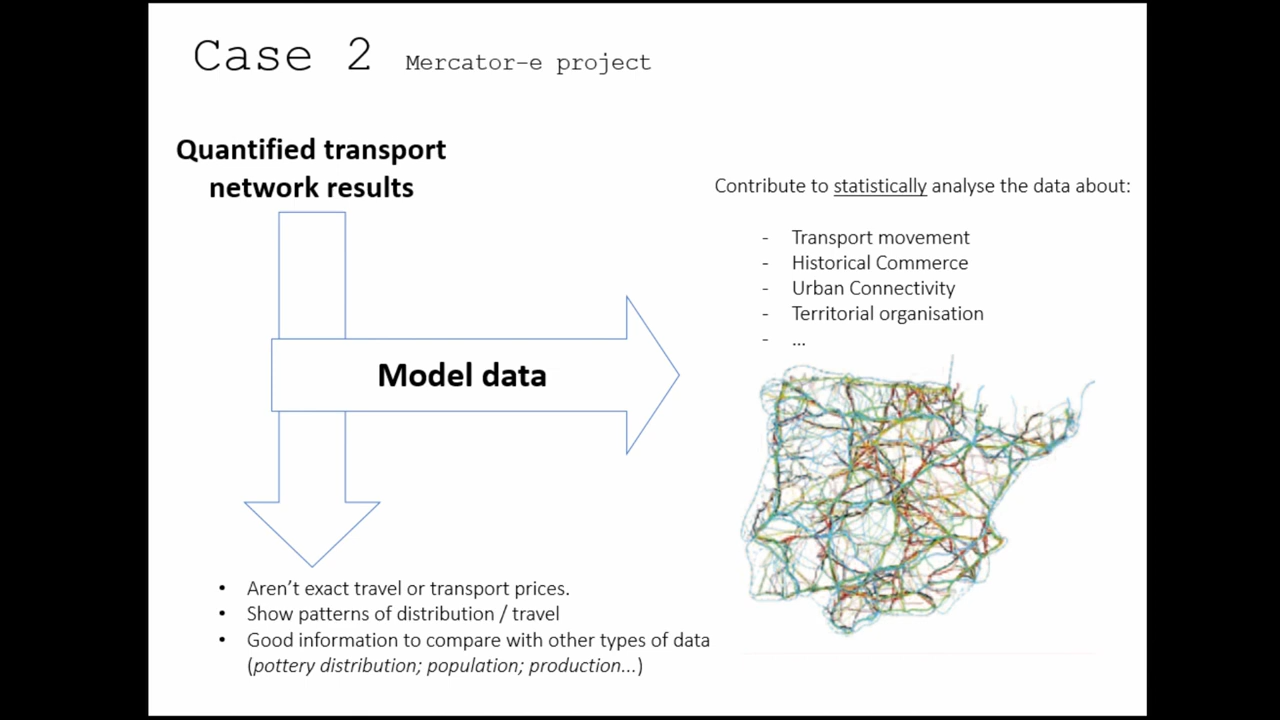 Case 2 Mercator-e project
Quantified transport
network results
Contribute to statistically analyse the data about:
- Transport movement
- Historical Commerce
- Urban Connectivity
- Territorial organisation
- ...
Model data
• Aren’t exact travel or transport prices.
• Show patterns of distribution / travel
• Good information to compare with other types of data
(pottery distribution; population; production...)